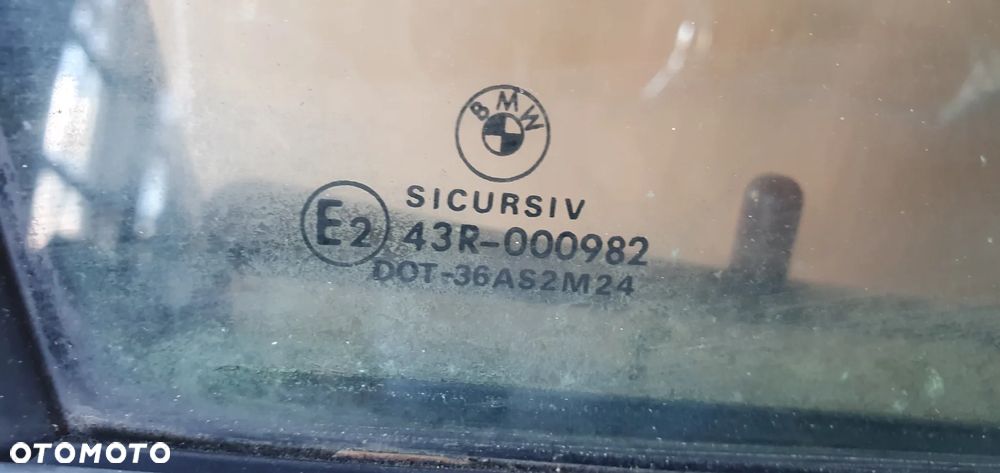 BMW
SICURSIV
E2 43R-000982
DOT-36AS2M24
OTOMOTO